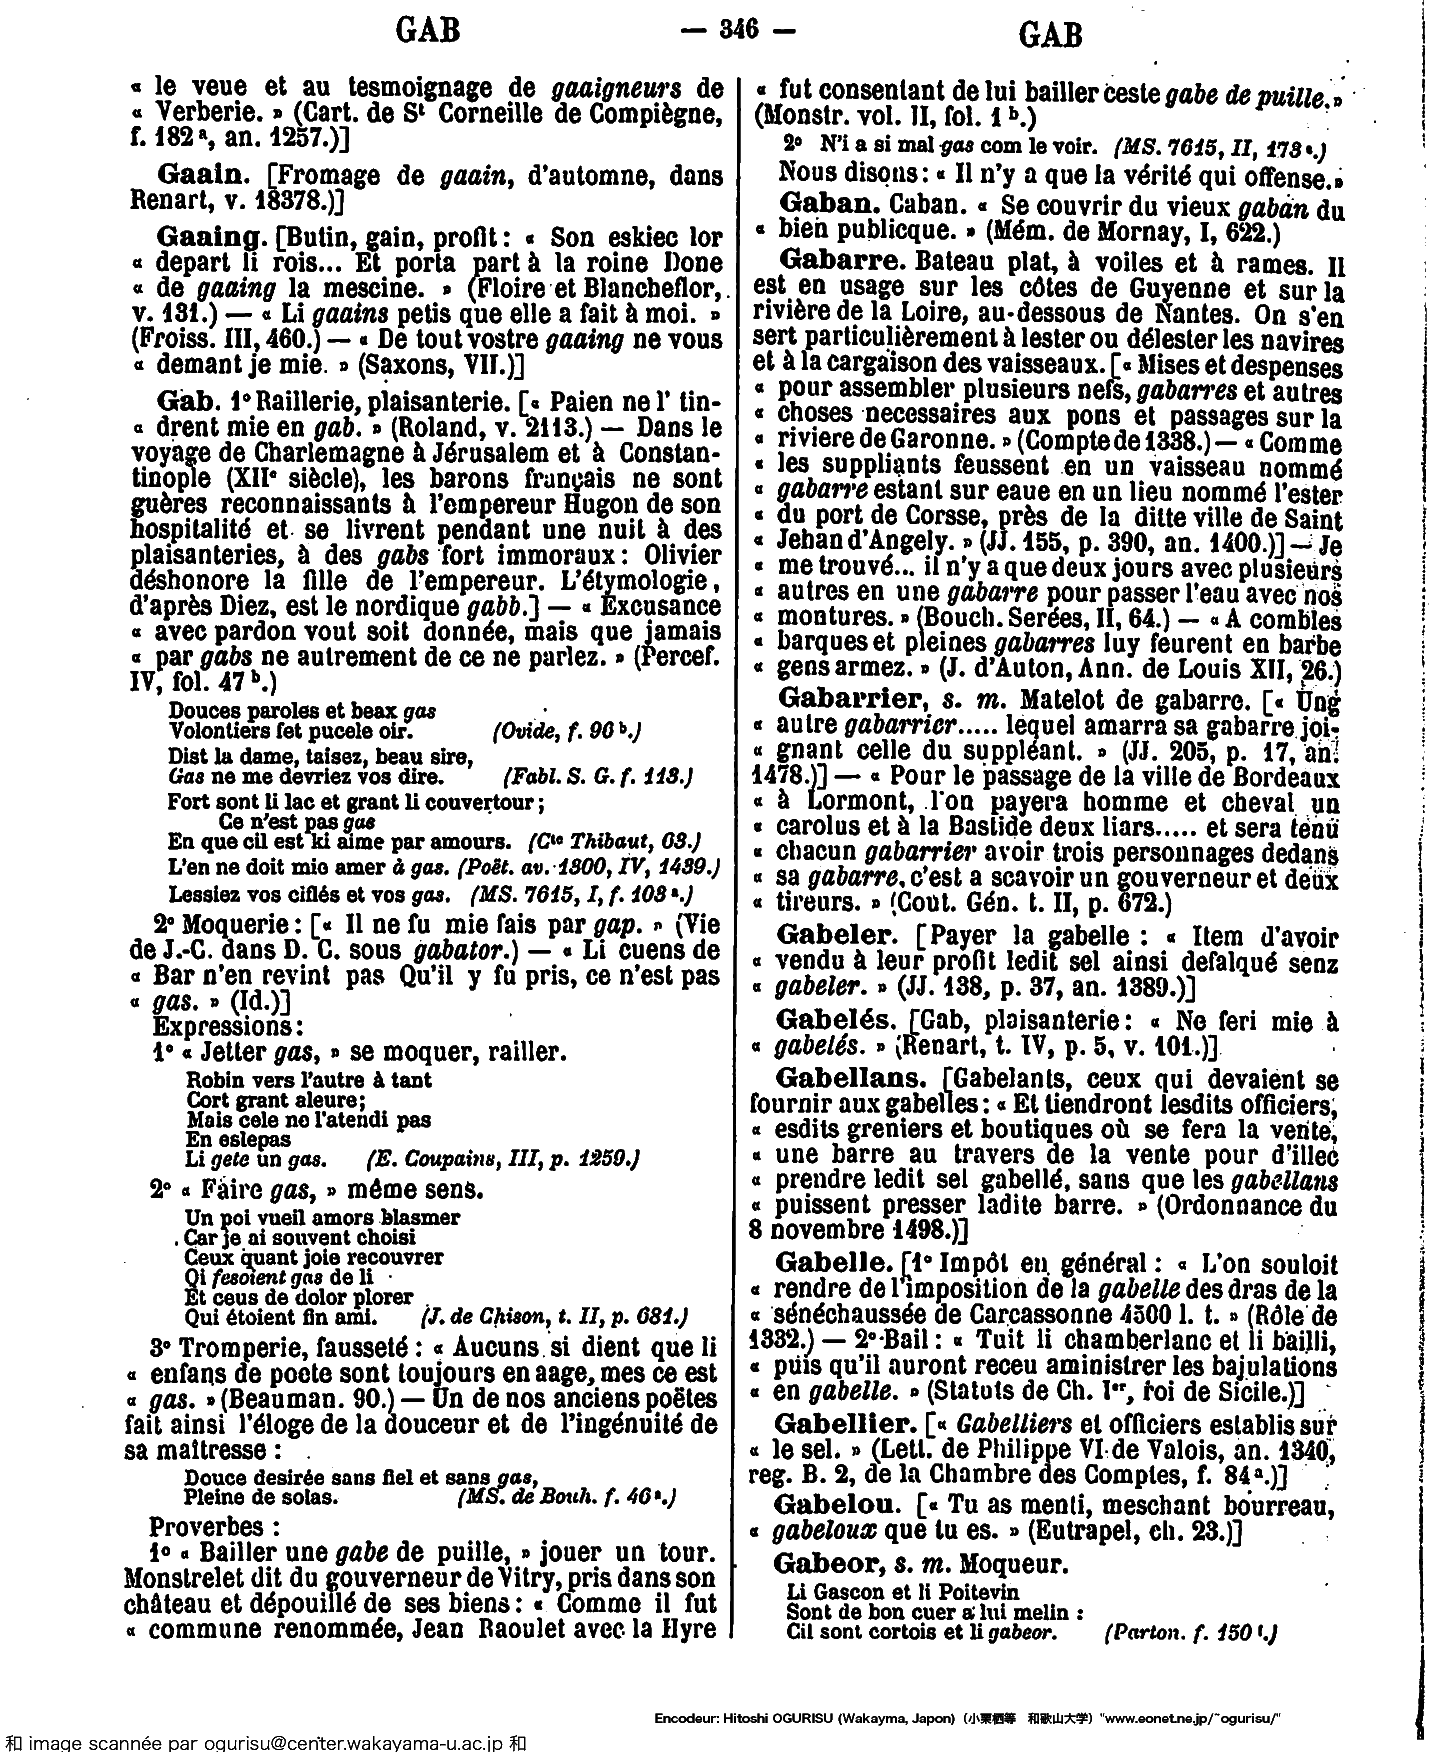 GAB
— 346 —
GAB
« le veue et au tesmoignage de gaaigneurs de
« Verberie. » (Cart. de St Corneille de Compiègne,
f. 182 a, an. 1257.)]
Gaain. [Fromage de gaain, d'automne, dans
Renart, v. 18378.)]
Gaaing. [Butin, gain, profit : « Son eskiec lor
« depart li rois... Et porta part à la roine Done
« de gaaing la mescine. » (Floire et Blancheflor,
v. 131.) — « Li gaains petis que elle a fait à moi. »
(Froiss. III, 460.) — « De tout vostre gaaing ne vous
« demant je mie. » (Saxons, VII.)]
Gab. 1° Raillerie, plaisanterie. [« Paien ne l' tin-
« drent mie en gab. » (Roland, v. 2113.) — Dans le
voyage de Charlemagne à Jérusalem et à Constan-
tinople (XIIe siècle), les barons français ne sont
guères reconnaissants à l'empereur Hugon de son
hospitalité et se livrent pendant une nuit à des
plaisanteries, à des gabs fort immoraux : Olivier
déshonore la fille de l'empereur. L'étymologie,
d'après Diez, est le nordique gabb.] — « Excusance
« avec pardon vout soit donnée, mais que jamais
« par gabs ne autrement de ce ne parlez. » (Percef.
IV, fol. 47 b.)
Douces paroles et beax gas
Volontiers fet pucele oir. (Ovide, f. 96 b.)
Dist la dame, taisez, beau sire,
Gas ne me devriez vos dire. (Fabl. S. G. f. 113.)
Fort sont li lac et grant li couvertour ;
Ce n'est pas gas
En que cil est ki aime par amours. (Cte Thibaut, 63.)
L'en ne doit mie amer à gas. (Poët. av. 1300, IV, 1439.)
Lessiez vos ciflés et vos gas. (MS. 7615, I, f. 103 a.)
2° Moquerie : [« Il ne fu mie fais par gap. » (Vie
de J.-C. dans D. C. sous gabator.) — « Li cuens de
« Bar n'en revint pas Qu'il y fu pris, ce n'est pas
« gas. » (Id.)]
Expressions :
1° « Jetter gas, » se moquer, railler.
Robin vers l'autre à tant
Cort grant aleure ;
Mais cele ne l'atendi pas
En eslepas
Li gete un gas. (E. Coupains, III, p. 1259.)
2° « Faire gas, » même sens.
Un poi vueil amors blasmer
Car je ai souvent choisi
Ceux quant joie recouvrer
Qi fesoient gas de li
Et ceus de dolor plorer
Qui étoient fin ami. (J. de Chison, t. II, p. 681.)
3° Tromperie, fausseté : « Aucuns si dient que li
« enfans de poete sont toujours en aage, mes ce est
« gas. » (Beauman. 90.) — Un de nos anciens poëtes
fait ainsi l'éloge de la douceur et de l'ingénuité de
sa maîtresse :
Douce desirée sans fiel et sans gas,
Pleine de solas. (MS. de Bouh. f. 46 a.)
Proverbes :
1° « Bailler une gabe de puille, » jouer un tour.
Monstrelet dit du gouverneur de Vitry, pris dans son
château et dépouillé de ses biens : « Comme il fut
« commune renommée, Jean Raoulet avec la Hyre
« fut consentant de lui bailler ceste gabe de puille. »
(Monstr. vol. II, fol. 1 b.)
2° N'i a si mal gas com le voir. (MS. 7615, II, 173 a.)
Nous disons : « Il n'y a que la vérité qui offense. »
Gaban. Caban. « Se couvrir du vieux gaban du
« bien publicque. » (Mém. de Mornay, I, 622.)
Gabarre. Bateau plat, à voiles et à rames. Il
est en usage sur les côtes de Guyenne et sur la
rivière de la Loire, au-dessous de Nantes. On s'en
sert particulièrement à lester ou délester les navires
et à la cargaison des vaisseaux. [« Mises et despenses
« pour assembler plusieurs nefs, gabarres et autres
« choses necessaires aux pons et passages sur la
« riviere de Garonne. » (Compte de 1338.) — « Comme
« les suppliants feussent en un vaisseau nommé
« gabarre estant sur eaue en un lieu nommé l'ester
« du port de Corsse, près de la ditte ville de Saint
« Jehan d'Angely. » (JJ. 155, p. 390, an. 1400.)] — Je
« me trouvé... il n'y a que deux jours avec plusieurs
« autres en une gabarre pour passer l'eau avec nos
« montures. » (Bouch. Serées, II, 64.) — « A combles
« barques et pleines gabarres luy feurent en barbe
« gens armez. » (J. d'Auton, Ann. de Louis XII, 26.)
Gabarrier, s. m. Matelot de gabarre. [« Ung
« autre gabarrier..... lequel amarra sa gabarre joi-
« gnant celle du suppléant. » (JJ. 205, p. 17, an.
1478.)] — « Pour le passage de la ville de Bordeaux
« à Lormont, l'on payera homme et cheval un
« carolus et à la Bastide deux liars..... et sera tenu
« chacun gabarrier avoir trois personnages dedans
« sa gabarre, c'est a scavoir un gouverneur et deux
« tireurs. » (Cout. Gén. t. II, p. 672.)
Gabeler. [Payer la gabelle : « Item d'avoir
« vendu à leur profit ledit sel ainsi defalqué senz
« gabeler. » (JJ. 138, p. 37, an. 1389.)]
Gabelés. [Gab, plaisanterie : « Ne feri mie à
« gabelés. » (Renart, t. IV, p. 5, v. 101.)]
Gabellans. [Gabelants, ceux qui devaient se
fournir aux gabelles : « Et tiendront lesdits officiers,
« esdits greniers et boutiques où se fera la vente,
« une barre au travers de la vente pour d'illec
« prendre ledit sel gabellé, sans que les gabellans
« puissent presser ladite barre. » (Ordonnance du
8 novembre 1498.)]
Gabelle. [1° Impôt en général : « L'on souloit
« rendre de l'imposition de la gabelle des dras de la
« sénéchaussée de Carcassonne 4500 l. t. » (Rôle de
1332.) — 2° Bail : « Tuit li chamberlanc et li bailli,
« puis qu'il auront receu aministrer les bajulations
« en gabelle. » (Statuts de Ch. Ier, roi de Sicile.)]
Gabellier. [« Gabelliers et officiers establis sur
« le sel. » (Lett. de Philippe VI de Valois, an. 1340,
reg. B. 2, de la Chambre des Comptes, f. 84 a.)]
Gabelou. [« Tu as menti, meschant bourreau,
« gabeloux que tu es. » (Eutrapel, ch. 23.)]
Gabeor, s. m. Moqueur.
Li Gascon et li Poitevin
Sont de bon cuer a lui melin :
Cil sont cortois et li gabeor. (Parton. f. 150 f.)
Encodeur: Hitoshi OGURISU (Wakayma, Japon) (小栗栖等 和歌山大学) "www.eonet.ne.jp/~ogurisu/"
和 image scannée par ogurisu@center.wakayama-u.ac.jp 和